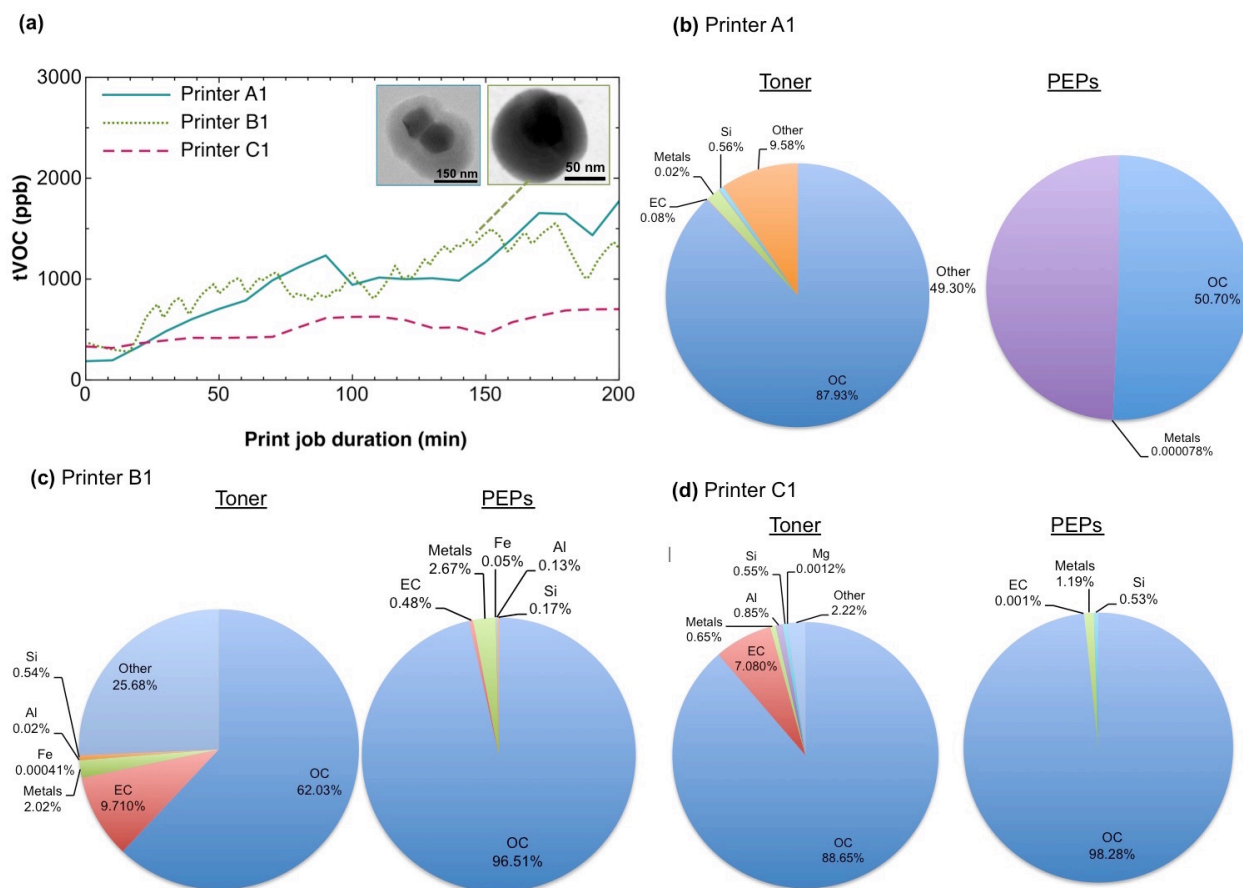 (a)
3000
2000
1000
0
tVOC (ppb)
Printer A1
Printer B1
Printer C1
150 nm
50 nm
0
50
100
150
200
Print job duration (min)
(b) Printer A1
Toner
PEPs
Si
0.56%
Other
9.58%
Metals
0.02%
EC
0.08%
OC
87.93%
Other
49.30%
OC
50.70%
Metals
0.000078%
(c) Printer B1
Toner
PEPs
Si
0.54%
Other
25.68%
Al
0.02%
Fe
0.00041%
Metals
2.02%
EC
9.710%
OC
62.03%
Metals
2.67%
Fe
0.05%
Al
0.13%
EC
0.48%
Si
0.17%
OC
96.51%
(d) Printer C1
Toner
PEPs
Si
0.55%
Mg
0.0012%
Al
0.85%
Other
2.22%
Metals
0.65%
EC
7.080%
OC
88.65%
Metals
1.19%
EC
0.001%
Si
0.53%
OC
98.28%